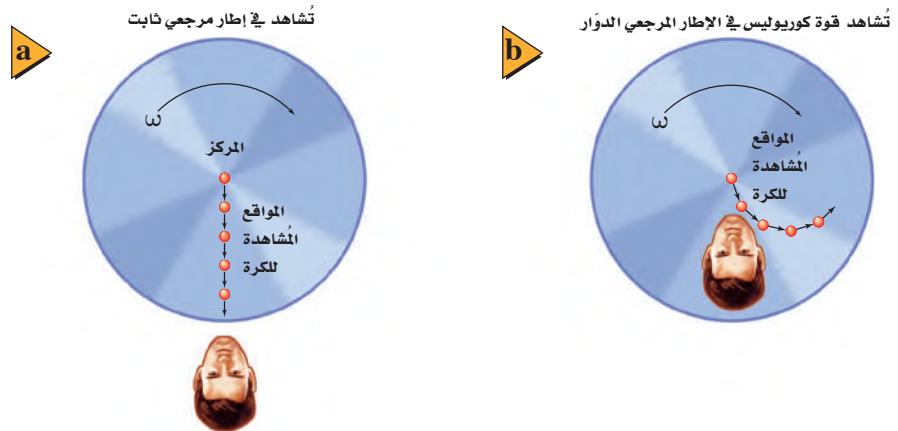 تُشاهد في إطار مرجعي ثابت
a
ω
المركز
المواقع
المُشاهدة
للكرة
تُشاهد قوة كوريوليس في الإطار المرجعي الدوّار
b
ω
المواقع
المُشاهدة
للكرة